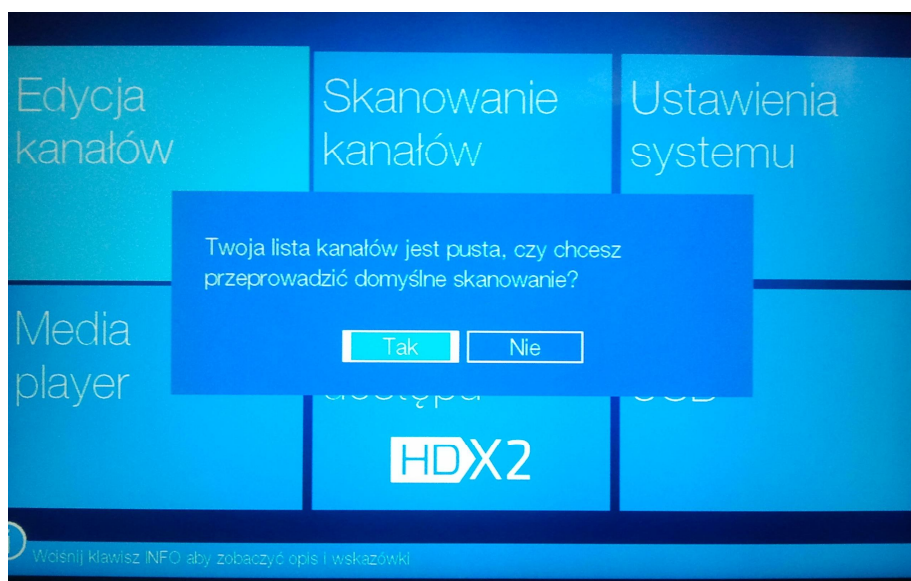 Edycja
kanałów
Skanowanie
kanałów
Ustawienia
systemu
Twoja lista kanałów jest pusta, czy chcesz
przeprowadzić domyślne skanowanie?
Tak
Nie
Media
player
HDX2
Wciśnij klawisz INFO aby zobaczyć opis i wskazówki